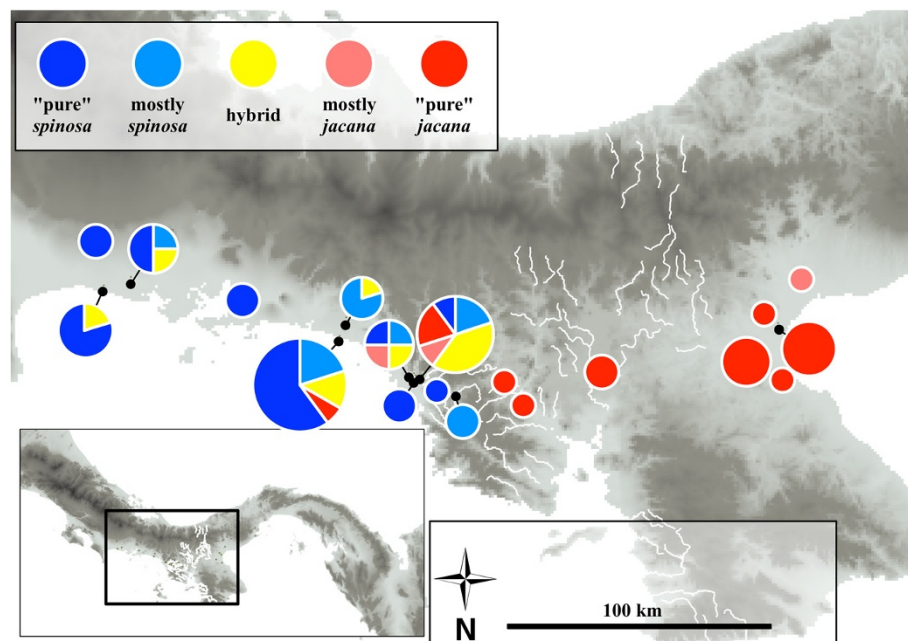 "pure"
spinosa
mostly
spinosa
hybrid
mostly
jacana
"pure"
jacana
100 km
N